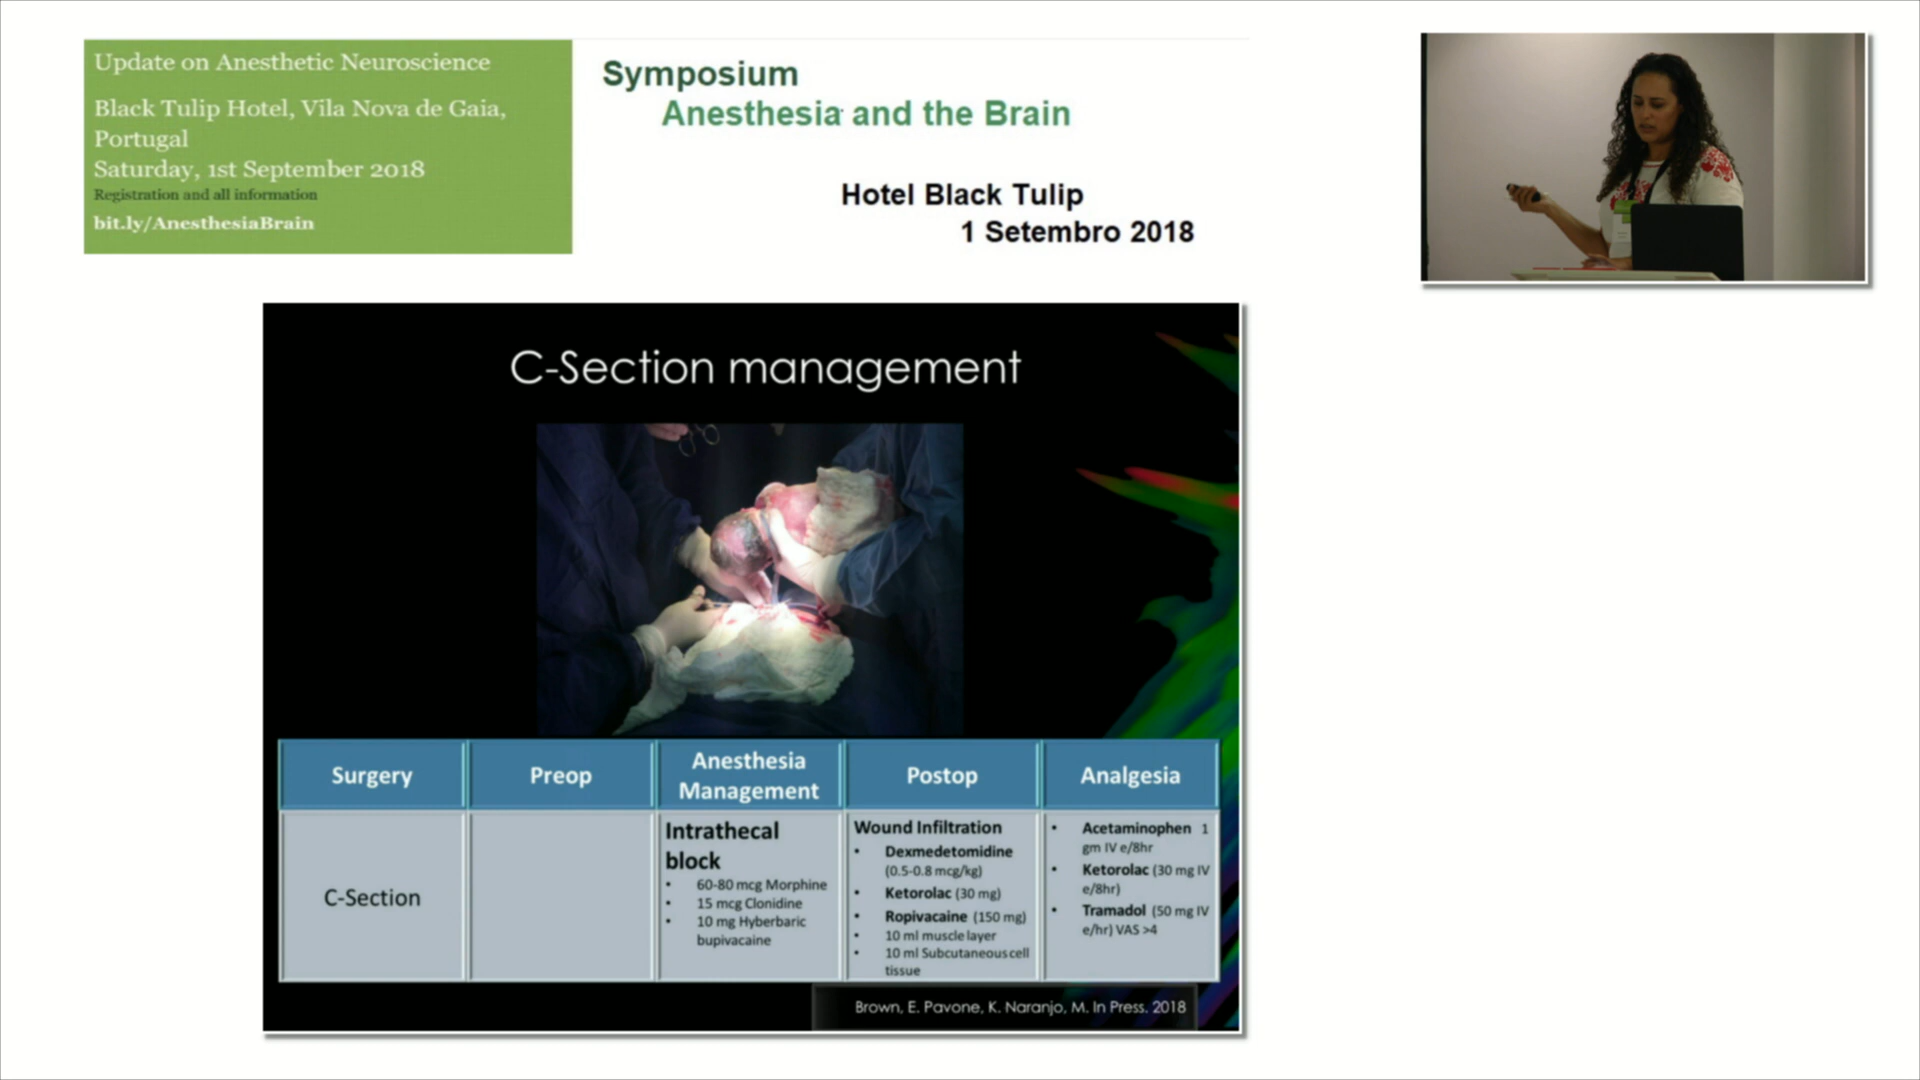 Update on Anesthetic Neuroscience
Black Tulip Hotel, Vila Nova de Gaia,
Portugal
Saturday, 1st September 2018
Registration and all information
bit.ly/AnesthesiaBrain
Symposium
Anesthesia and the Brain
Hotel Black Tulip
1 Setembro 2018
C-Section management
Surgery
Preop
Anesthesia
Management
Postop
Analgesia
C-Section
Intrathecal
block
• 60-80 mcg Morphine
• 15 mcg Clonidine
• 10 mg Hyberbaric
bupivacaine
Wound Infiltration
• Dexmedetomidine
(0.5-0.8 mcg/kg)
• Ketorolac (30 mg)
• Ropivacaine (150 mg)
• 10 ml muscle layer
• 10 ml Subcutaneous cell
tissue
• Acetaminophen 1
gm IV e/8hr
• Ketorolac (30 mg IV
e/8hr)
• Tramadol (50 mg IV
e/hr) VAS >4
Brown, E. Pavone, K. Naranjo, M. In Press. 2018